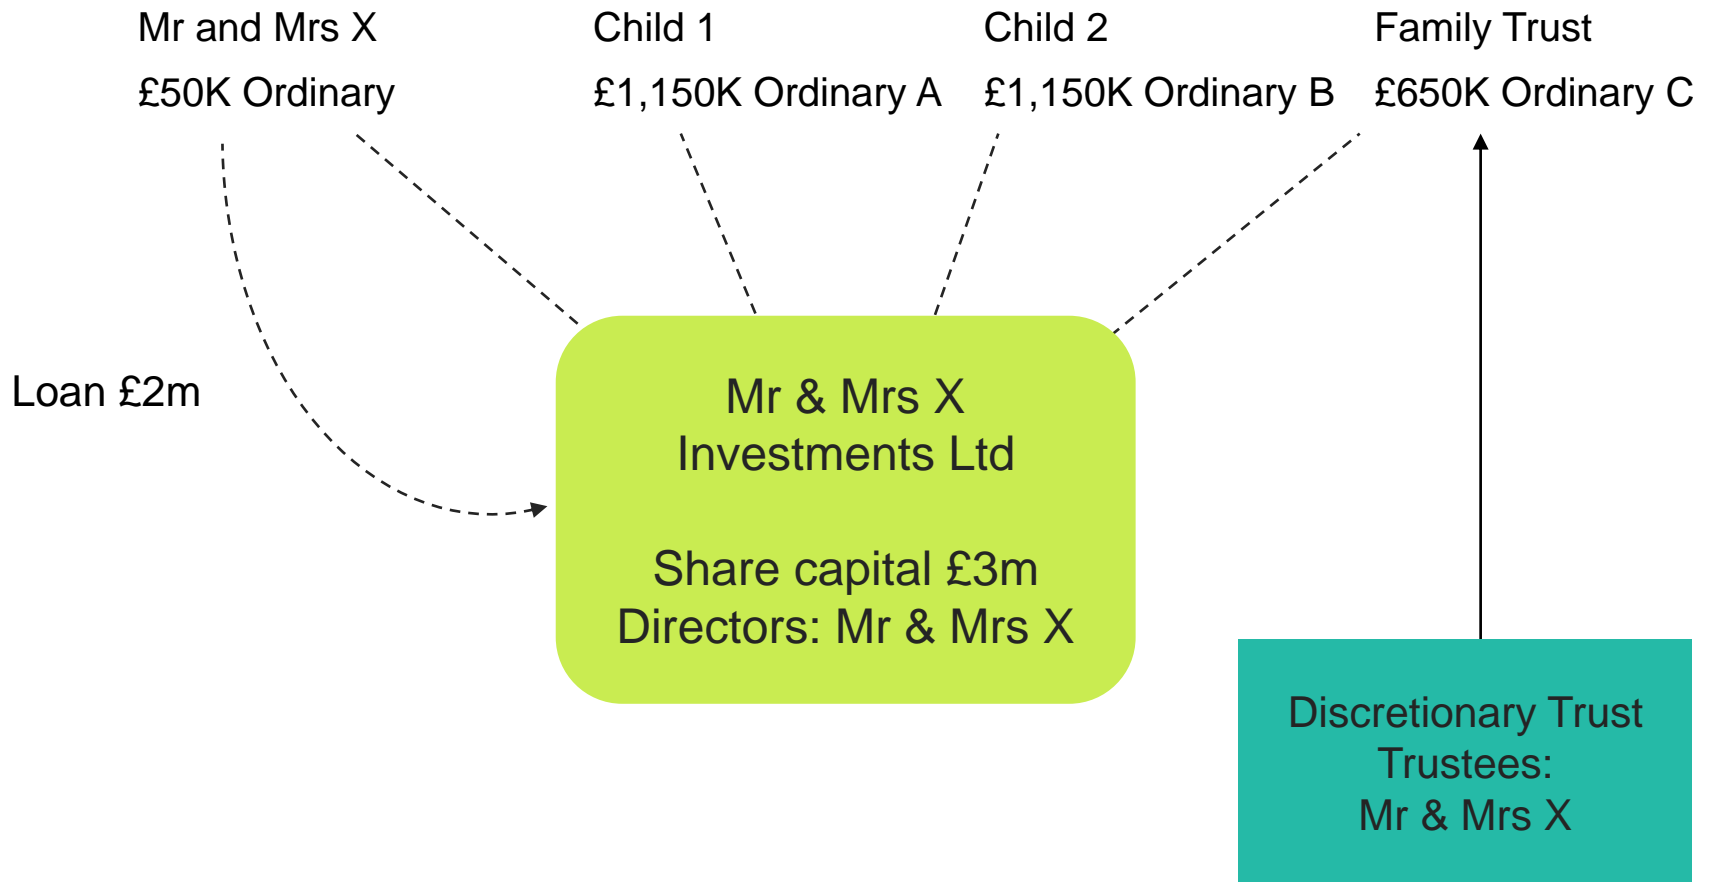 Mr and Mrs X
£50K Ordinary
Child 1
£1,150K Ordinary A
Child 2
£1,150K Ordinary B
Family Trust
£650K Ordinary C
Loan £2m
Mr & Mrs X
Investments Ltd
Share capital £3m
Directors: Mr & Mrs X
Discretionary Trust
Trustees:
Mr & Mrs X